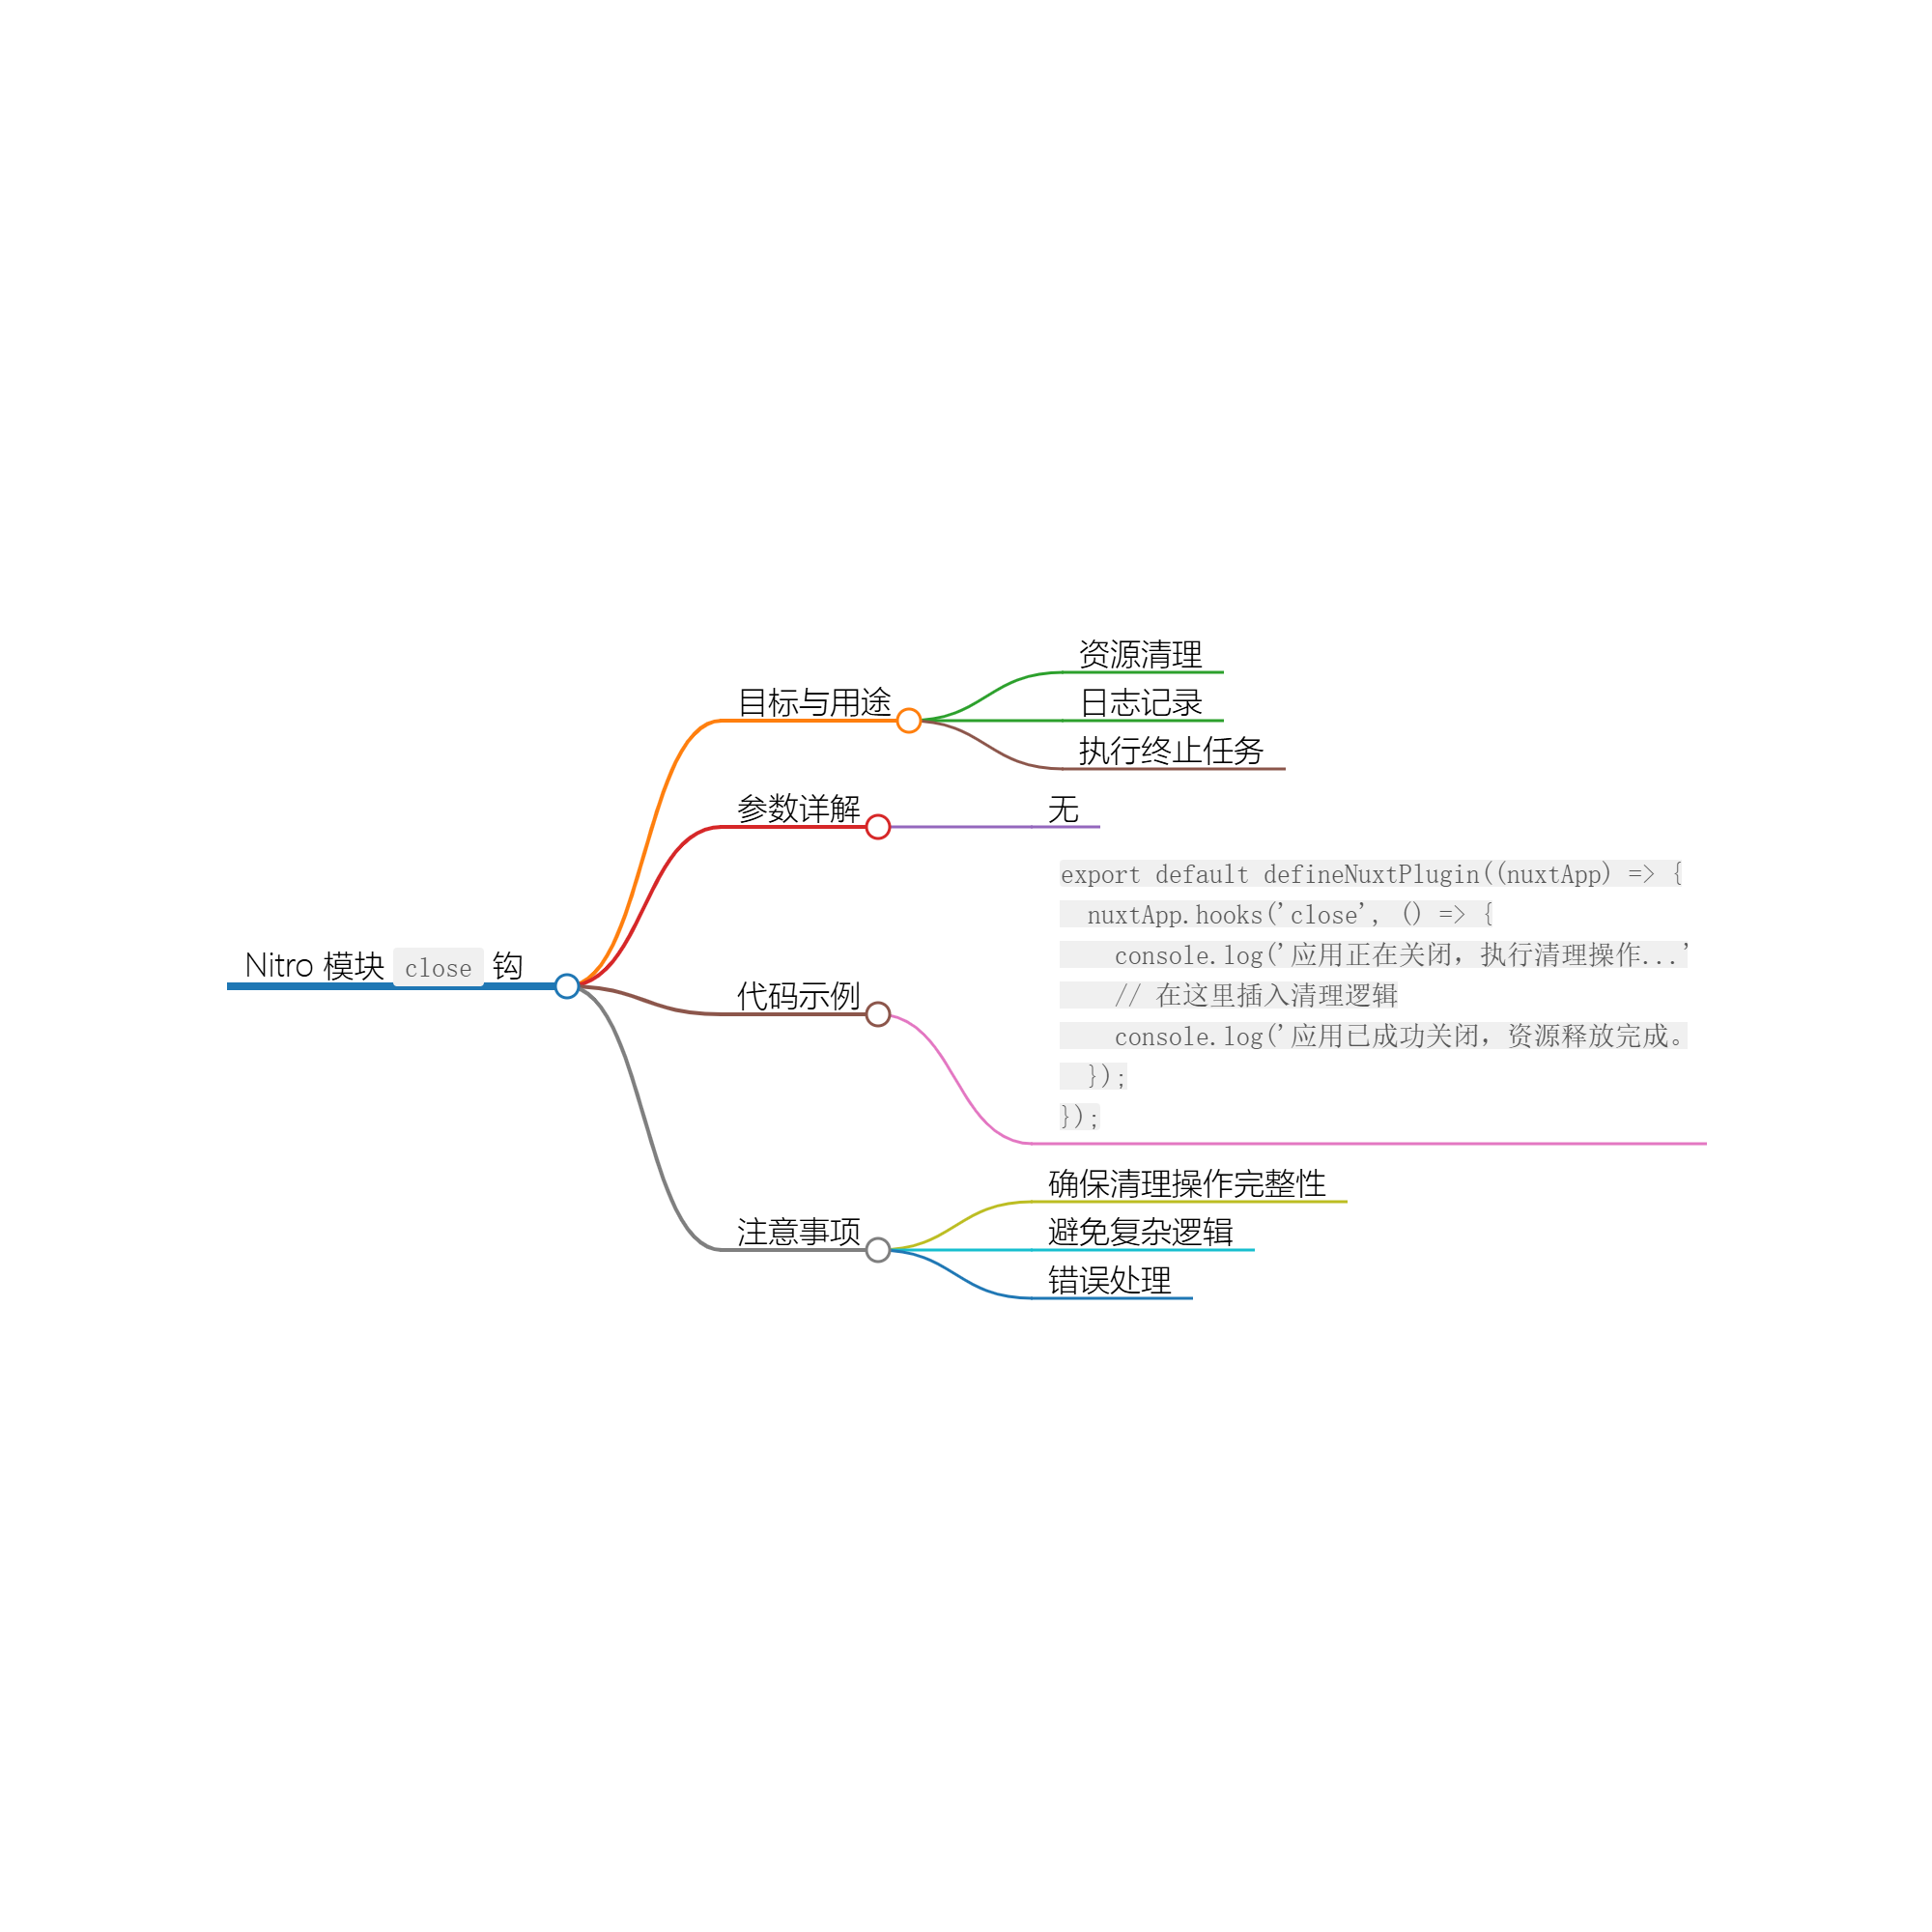 Nitro 模块 close 钩
目标与用途
资源清理
日志记录
执行终止任务
参数详解
无
代码示例
export default defineNuxtPlugin((nuxtApp) => {
  nuxtApp.hooks('close', () => {
    console.log('应用正在关闭，执行清理操作...'
    // 在这里插入清理逻辑
    console.log('应用已成功关闭，资源释放完成。
  });
});
注意事项
确保清理操作完整性
避免复杂逻辑
错误处理